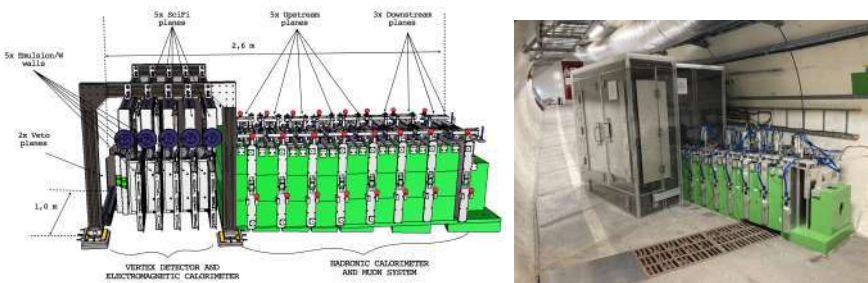 5x SciFi
planes
5x Upstream
planes
3x Downstream
planes
2,6 m
5x Emulsion/W
walls
2x Veto
planes
1,0 m
VERTEX DETECTOR AND
ELECTROMAGNETIC CALORIMETER
HADRONIC CALORIMETER
AND MUON SYSTEM